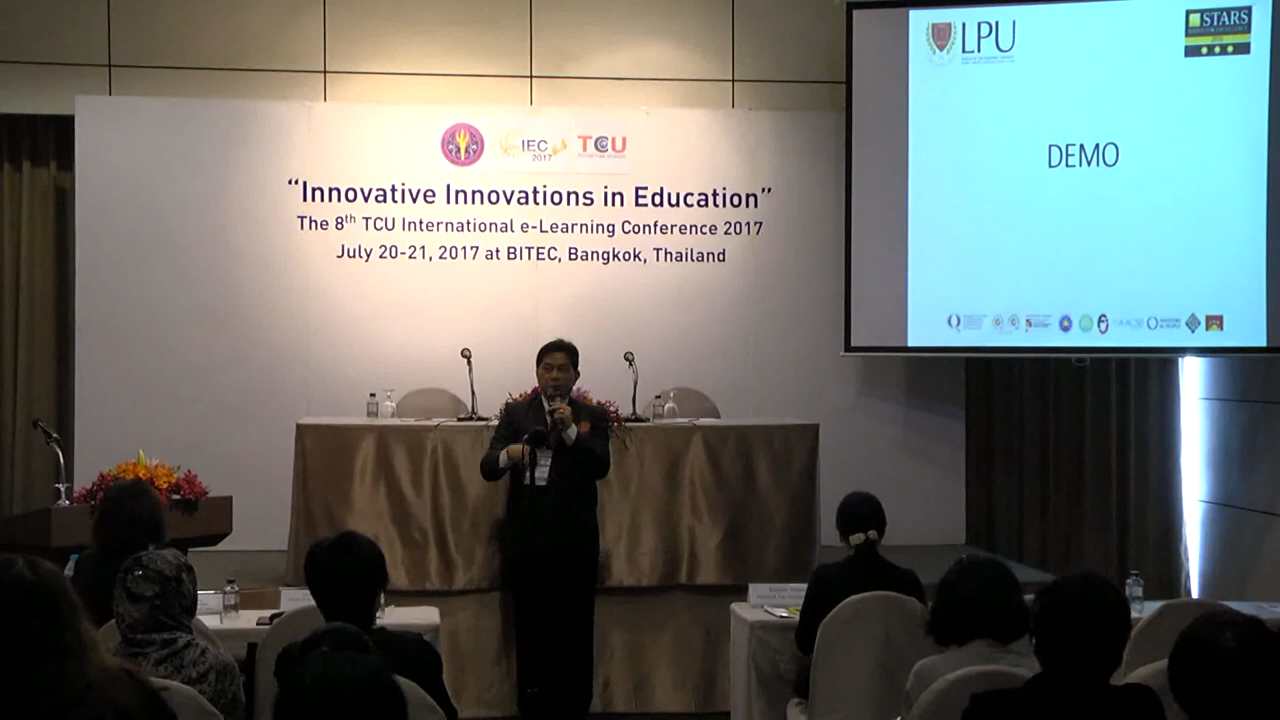 IEC
2017
TCU
“Innovative Innovations in Education”
The 8th TCU International e-Learning Conference 2017
July 20-21, 2017 at BITEC, Bangkok, Thailand
LPU
STARS
DEMO